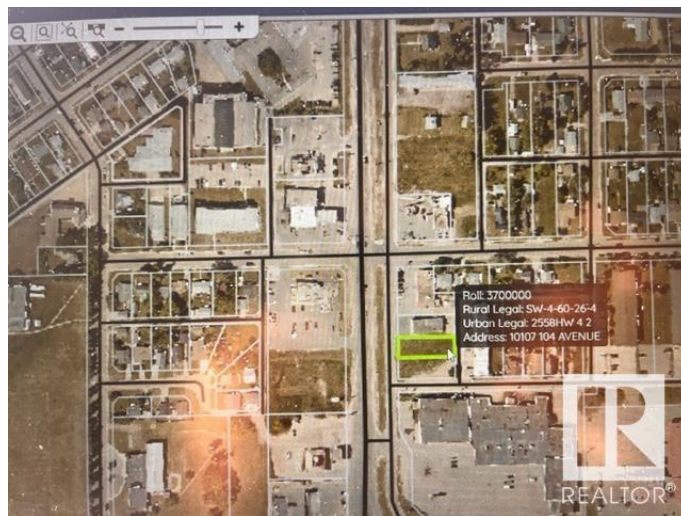 Roll: 3700000
Rural Legal: SW-4-60-26-4
Urban Legal: 2558HW 4 2
Address: 10107 104 AVENUE
R
REALTOR®